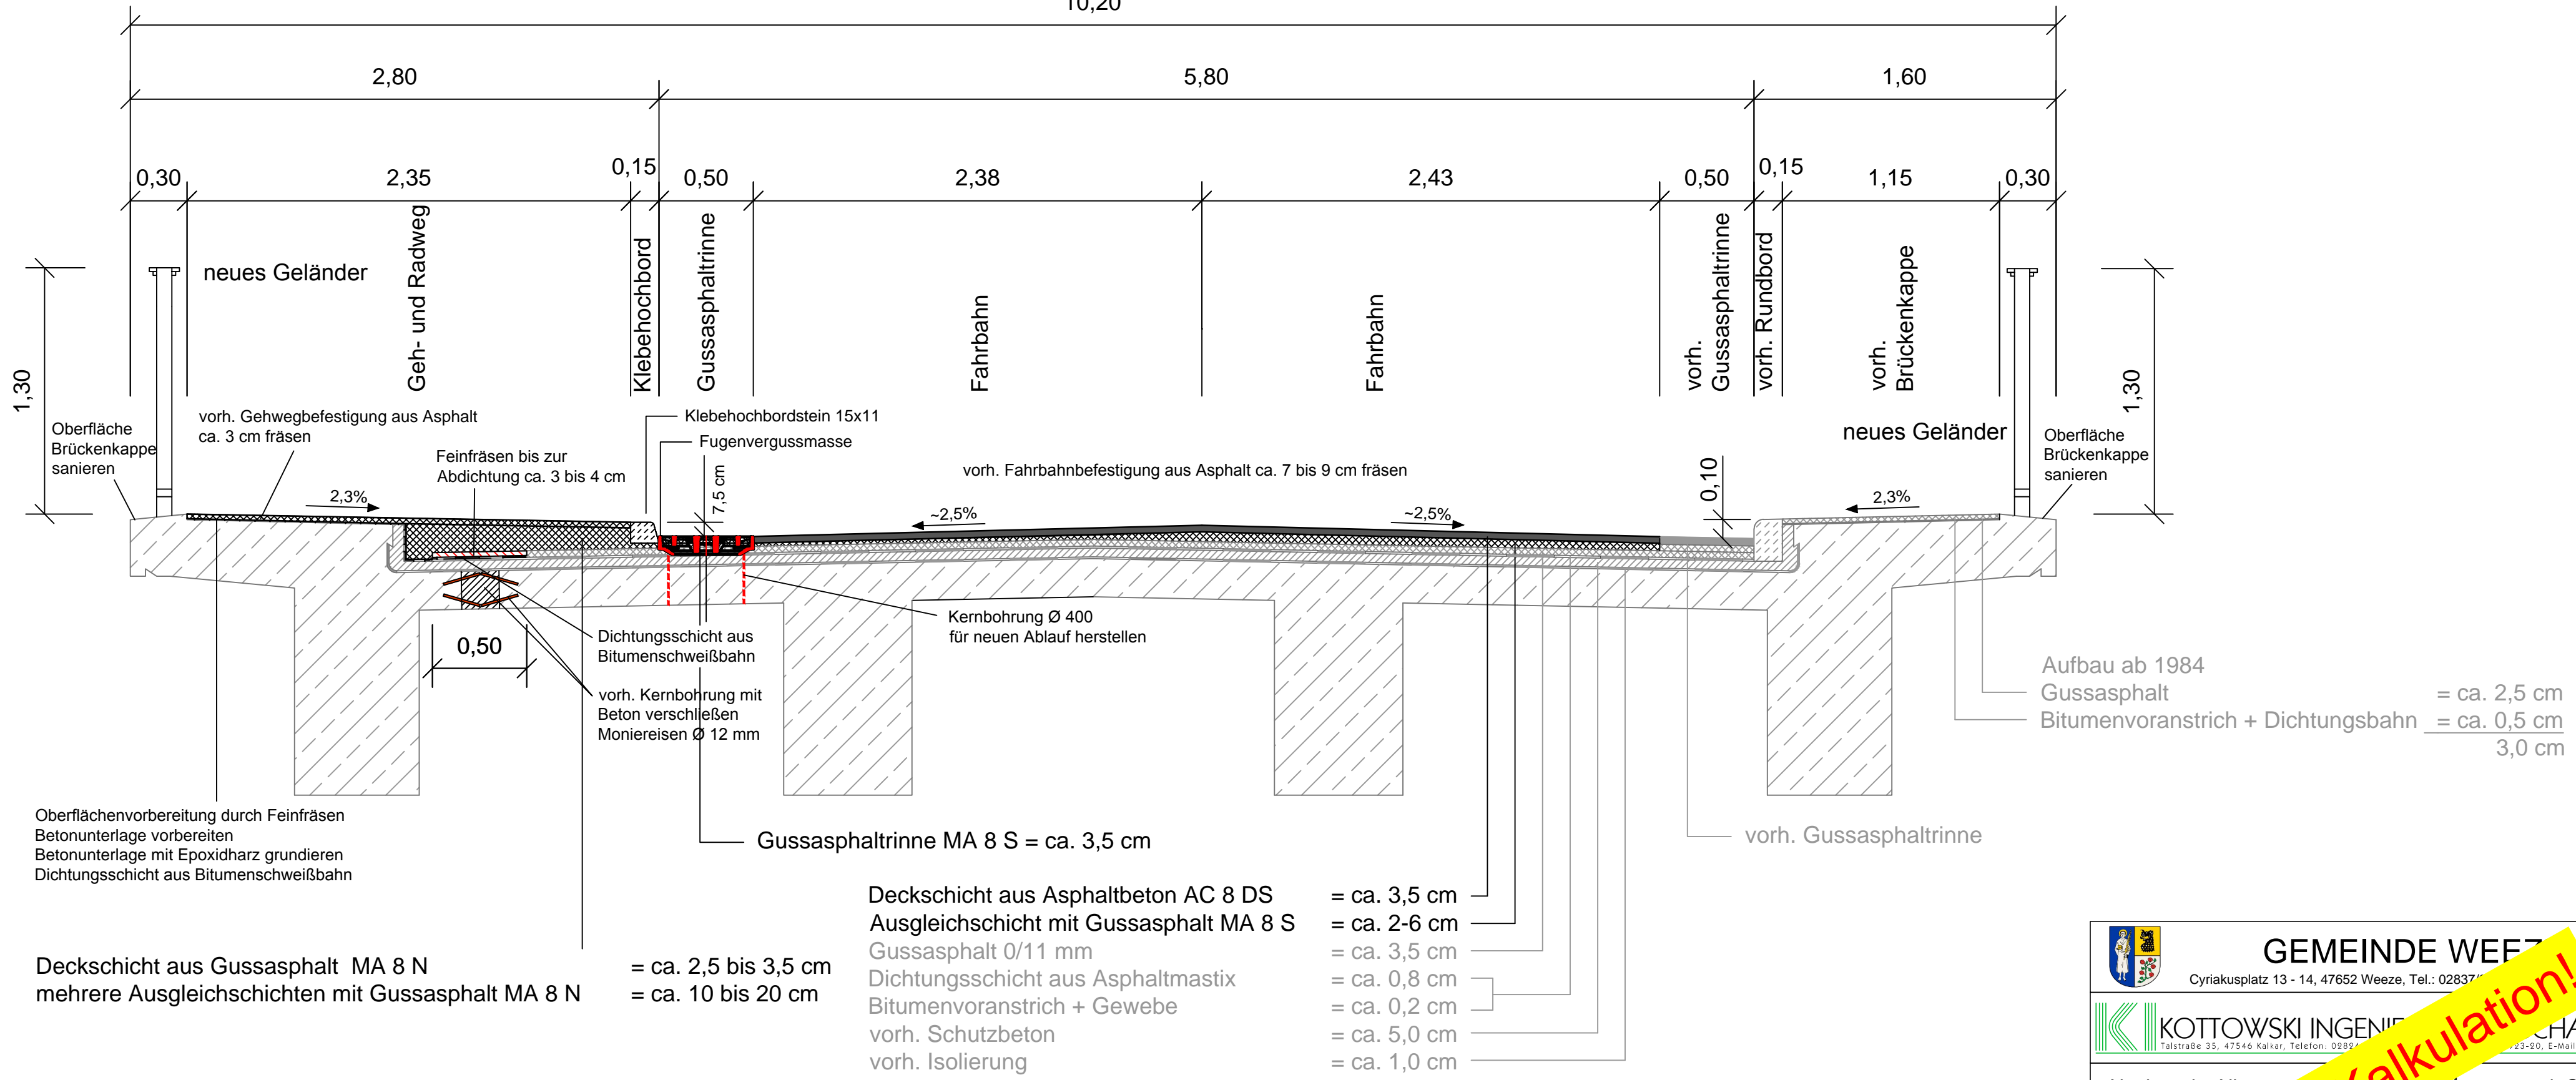 10,20
2,80
5,80
1,60
0,30
2,35
0,15
0,50
2,38
2,43
0,50
0,15
1,15
0,30
Geh- und Radweg
Klebehochbord
Gussasphaltrinne
Fahrbahn
Fahrbahn
vorh.
Gussasphaltrinne
vorh. Rundbord
vorh.
Brückenkappe
neues Geländer
1,30
1,30
neues Geländer
Oberfläche
Brückenkappe
sanieren
vorh. Gehwegbefestigung aus Asphalt
ca. 3 cm fräsen
Feinfräsen bis zur
Abdichtung ca. 3 bis 4 cm
Klebehochbordstein 15x11
Fugenvergussmasse
7,5 cm
vorh. Fahrbahnbefestigung aus Asphalt ca. 7 bis 9 cm fräsen
0,10
Oberfläche
Brückenkappe
sanieren
2,3%
~2,5%
~2,5%
2,3%
0,50
Dichtungsschicht aus
Bitumenschweißbahn
vorh. Kernbohrung mit
Beton verschließen
Moniereisen Ø 12 mm
Kernbohrung Ø 400
für neuen Ablauf herstellen
Aufbau ab 1984
Gussasphalt = ca. 2,5 cm
Bitumenvoranstrich + Dichtungsbahn = ca. 0,5 cm
3,0 cm
Oberflächenvorbereitung durch Feinfräsen
Betonunterlage vorbereiten
Betonunterlage mit Epoxidharz grundieren
Dichtungsschicht aus Bitumenschweißbahn
Gussasphaltrinne MA 8 S = ca. 3,5 cm
vorh. Gussasphaltrinne
Deckschicht aus Asphaltbeton AC 8 DS = ca. 3,5 cm
Ausgleichschicht mit Gussasphalt MA 8 S = ca. 2-6 cm
Gussasphalt 0/11 mm = ca. 3,5 cm
Dichtungsschicht aus Asphaltmastix = ca. 0,8 cm
Bitumenvoranstrich + Gewebe = ca. 0,2 cm
vorh. Schutzbeton = ca. 5,0 cm
vorh. Isolierung = ca. 1,0 cm
Deckschicht aus Gussasphalt MA 8 N = ca. 2,5 bis 3,5 cm
mehrere Ausgleichschichten mit Gussasphalt MA 8 N = ca. 10 bis 20 cm
GEMEINDE WEEZ
Cyriakusplatz 13 - 14, 47652 Weeze, Tel.: 02837/
KOTTOWSKI INGENIE
Talstraße 35, 47546 Kalkar, Telefon: 02824
23-20, E-Mail
Kalkulation!